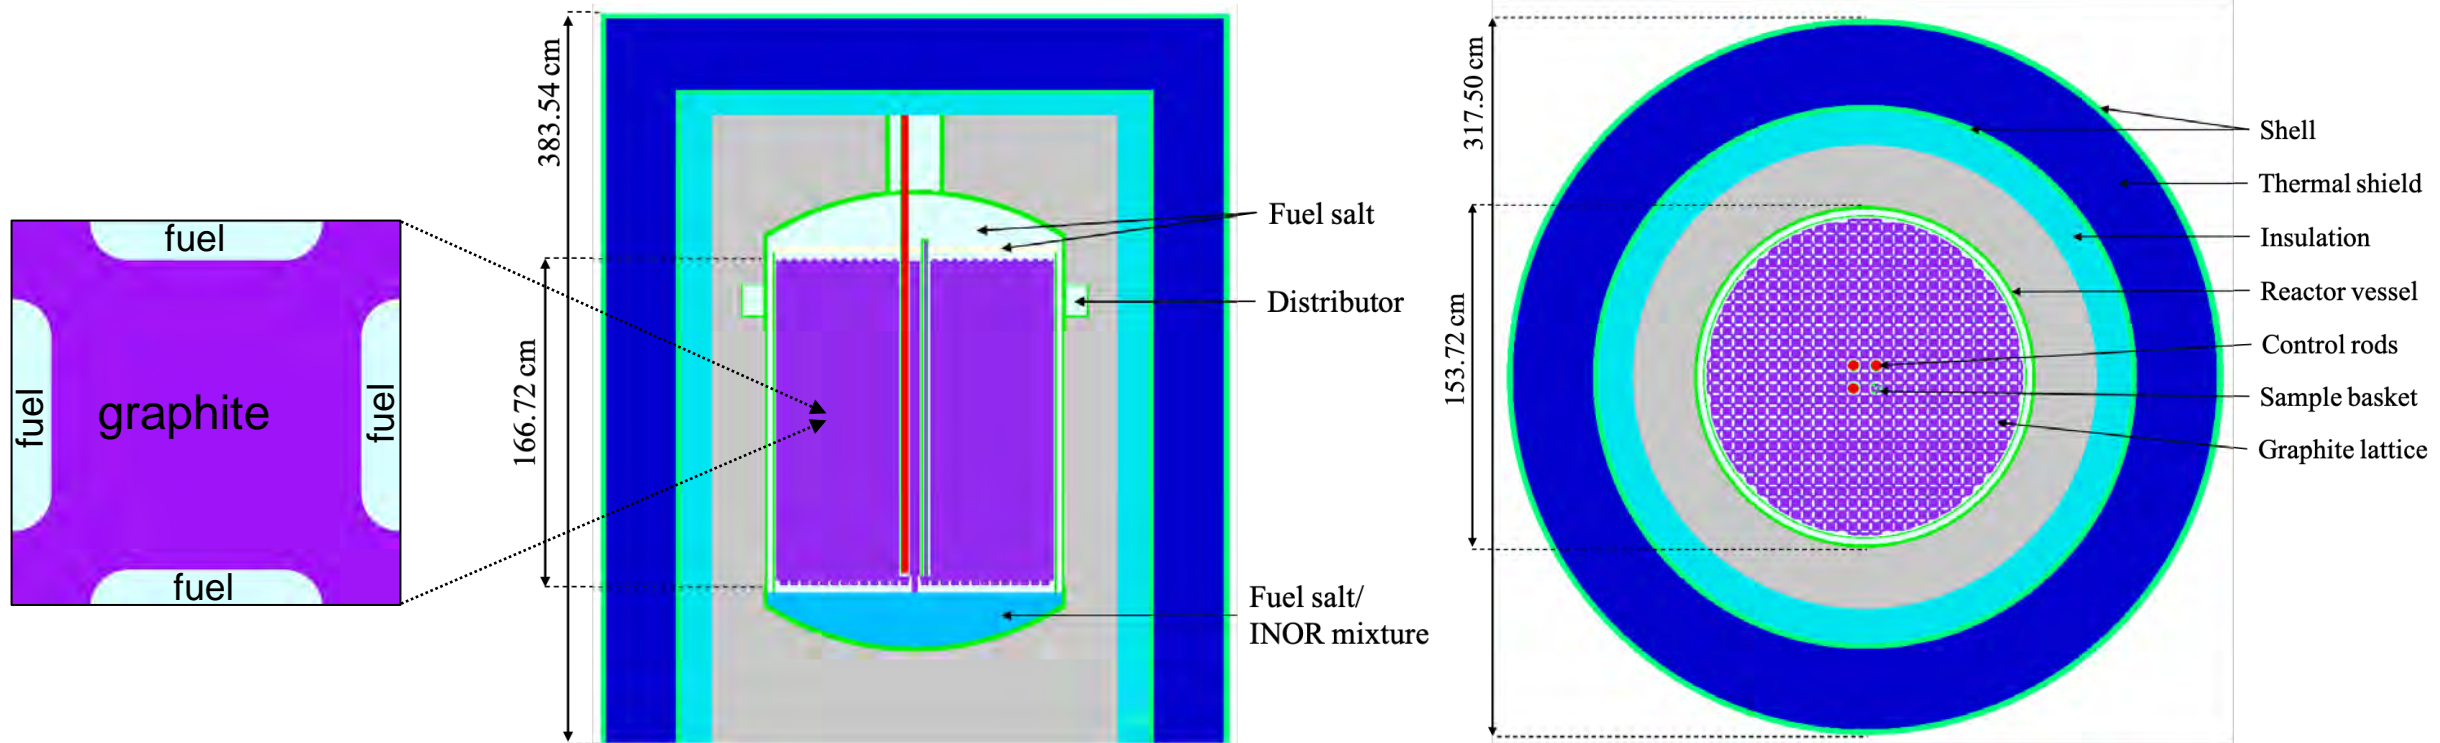 fuel
fuel
graphite
fuel
fuel
383.54 cm
166.72 cm
Fuel salt
Distributor
Fuel salt/
INOR mixture
317.50 cm
153.72 cm
Shell
Thermal shield
Insulation
Reactor vessel
Control rods
Sample basket
Graphite lattice